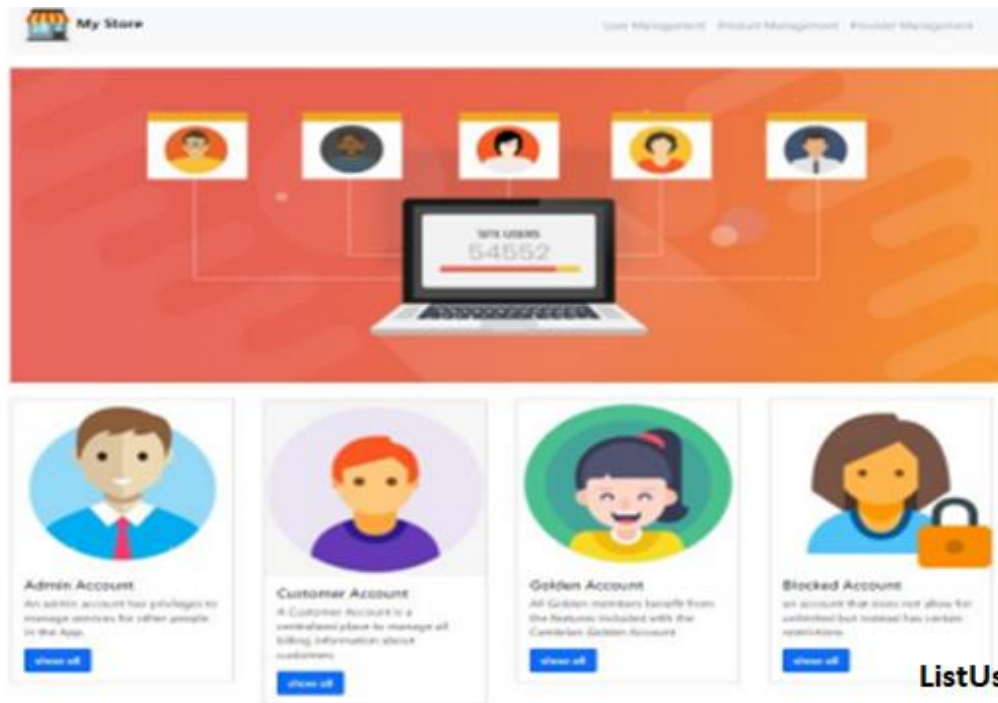 My Store
User Management Product Management Provider Management
SITE USERS
54552
Admin Account
An admin account has privileges to
manage services for other people
in the App.
show all
Customer Account
A Customer Account is a
centralized place to manage all
billing information about
customers
show all
Golden Account
All Golden members benefit from
the features included with the
Cambrian Golden Account
show all
Blocked Account
an account that does not allow for
unlimited but instead has certain
restrictions.
show all
ListUs